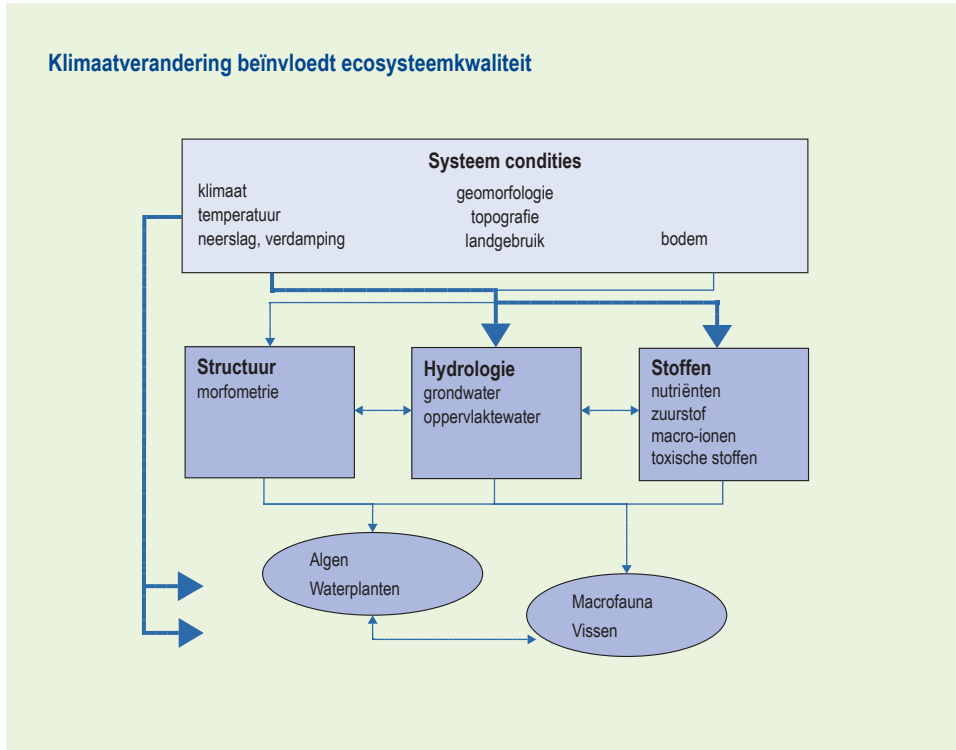 Klimaatverandering beïnvloedt ecosysteemkwaliteit
Systeem condities
klimaat
temperatuur
neerslag, verdamping
geomorfologie
topografie
landgebruik
bodem
Structuur
morfometrie
Hydrologie
grondwater
oppervlaktewater
Stoffen
nutriënten
zuurstof
macro-ionen
toxische stoffen
Algen
Waterplanten
Macrofauna
Vissen